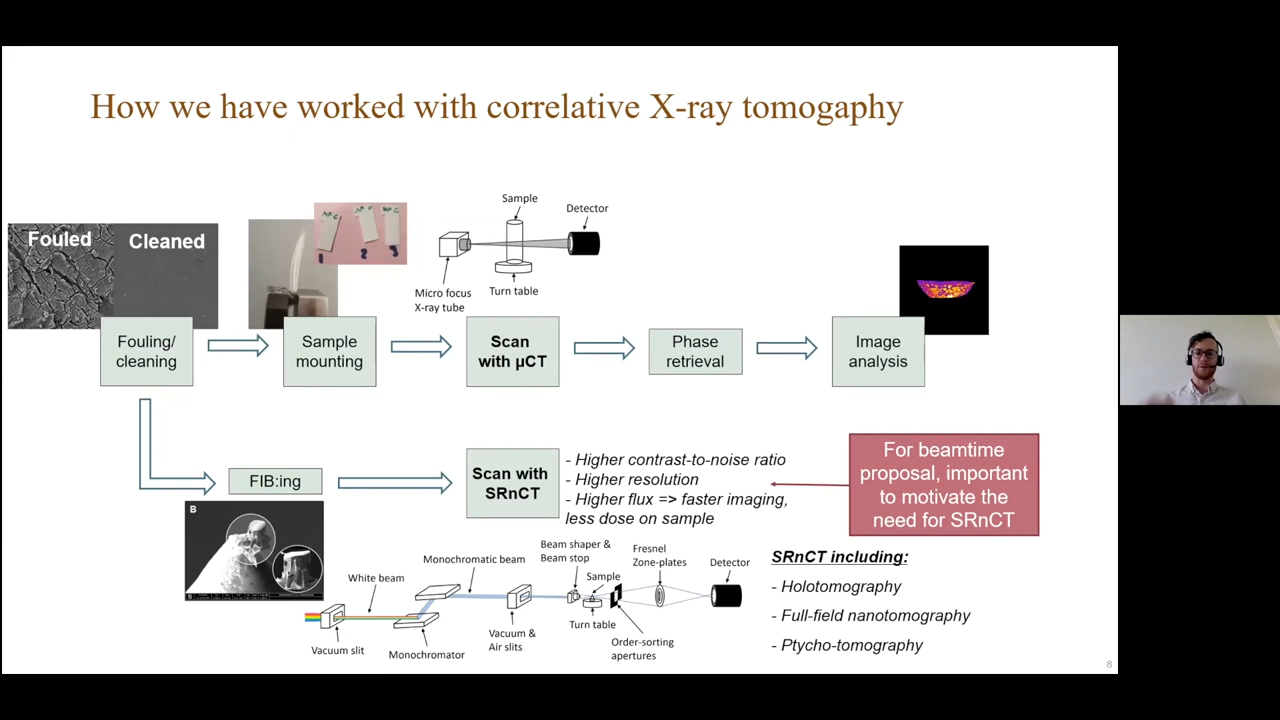 How we have worked with correlative X-ray tomogaphy
Fouled
Cleaned
Sample
Detector
Micro focus
X-ray tube
Turn table
Fouling/
cleaning
Sample
mounting
Scan
with µCT
Phase
retrieval
Image
analysis
FIB:ing
Scan with
SRnCT
- Higher contrast-to-noise ratio
- Higher resolution
- Higher flux => faster imaging,
less dose on sample
For beamtime
proposal, important
to motivate the
need for SRnCT
B
White beam
Monochromatic beam
Beam shaper &
Beam stop
Sample
Fresnel
Zone-plates
Detector
Vacuum slit
Monochromator
Vacuum &
Air slits
Turn table
Order-sorting
apertures
SRnCT including:
- Holotomography
- Full-field nanotomography
- Ptycho-tomography
8